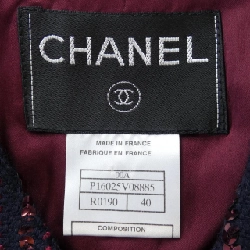 CHANEL
MADE IN FRANCE
FABRIQUE EN FRANCE
P16025V08885
40
COMPOSITION